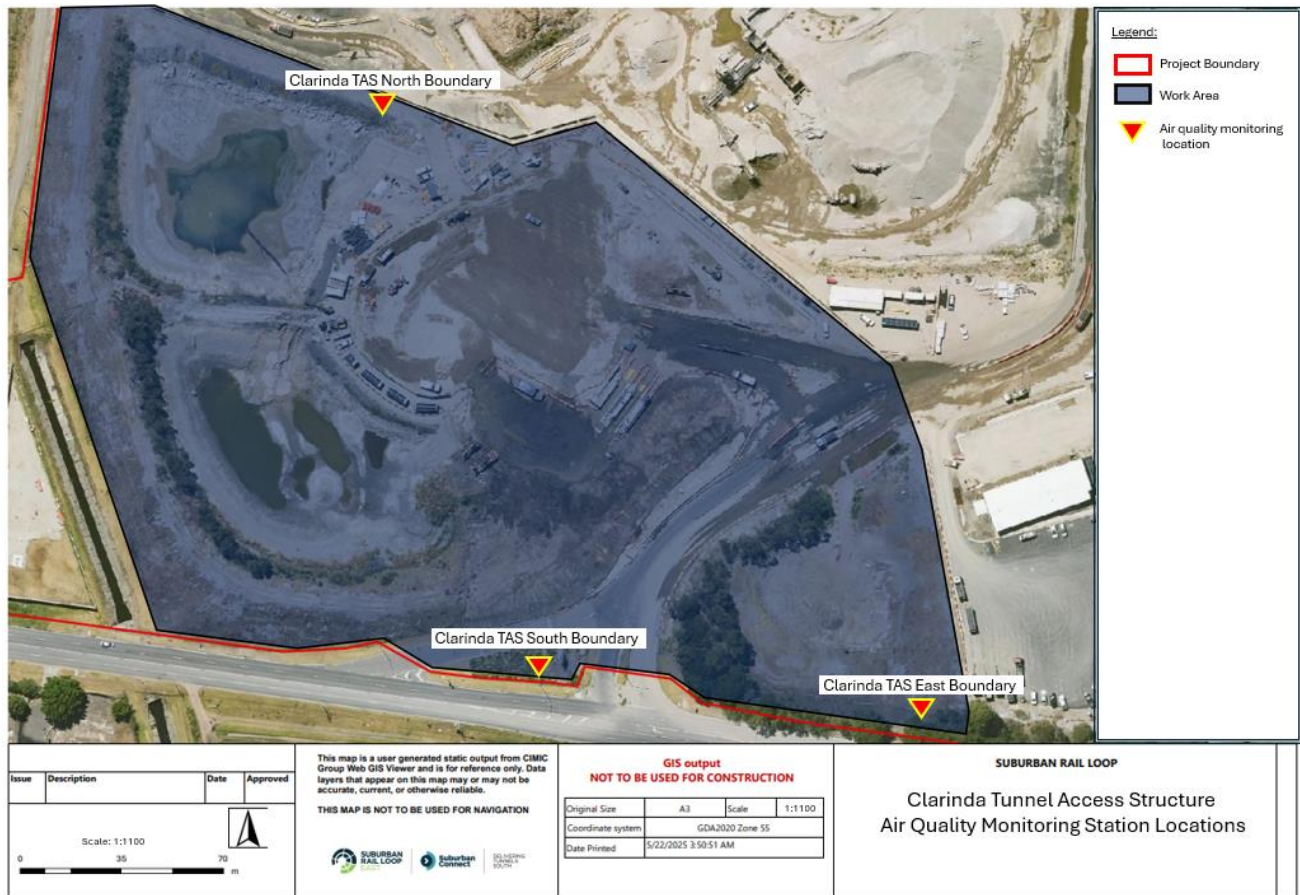 Clarinda TAS North Boundary
Clarinda TAS South Boundary
Clarinda TAS East Boundary
Legend:
Project Boundary
Work Area
Air quality monitoring
location
Issue Description Date Approved
Scale: 1:1100
0 35 70
m
This map is a user generated static output from CIMIC
Group Web GIS Viewer and is for reference only. Data
layers that appear on this map may or may not be
accurate, current, or otherwise reliable.
THIS MAP IS NOT TO BE USED FOR NAVIGATION
SUBURBAN
RAIL LOOP
EAST
Suburban
Connect
DELIVERING
TUNNELS
SOUTH
GIS output
NOT TO BE USED FOR CONSTRUCTION
Original Size A3 Scale 1:1100
Coordinate system GDA2020 Zone 55
Date Printed 5/22/2025 3:50:51 AM
SUBURBAN RAIL LOOP
Clarinda Tunnel Access Structure
Air Quality Monitoring Station Locations